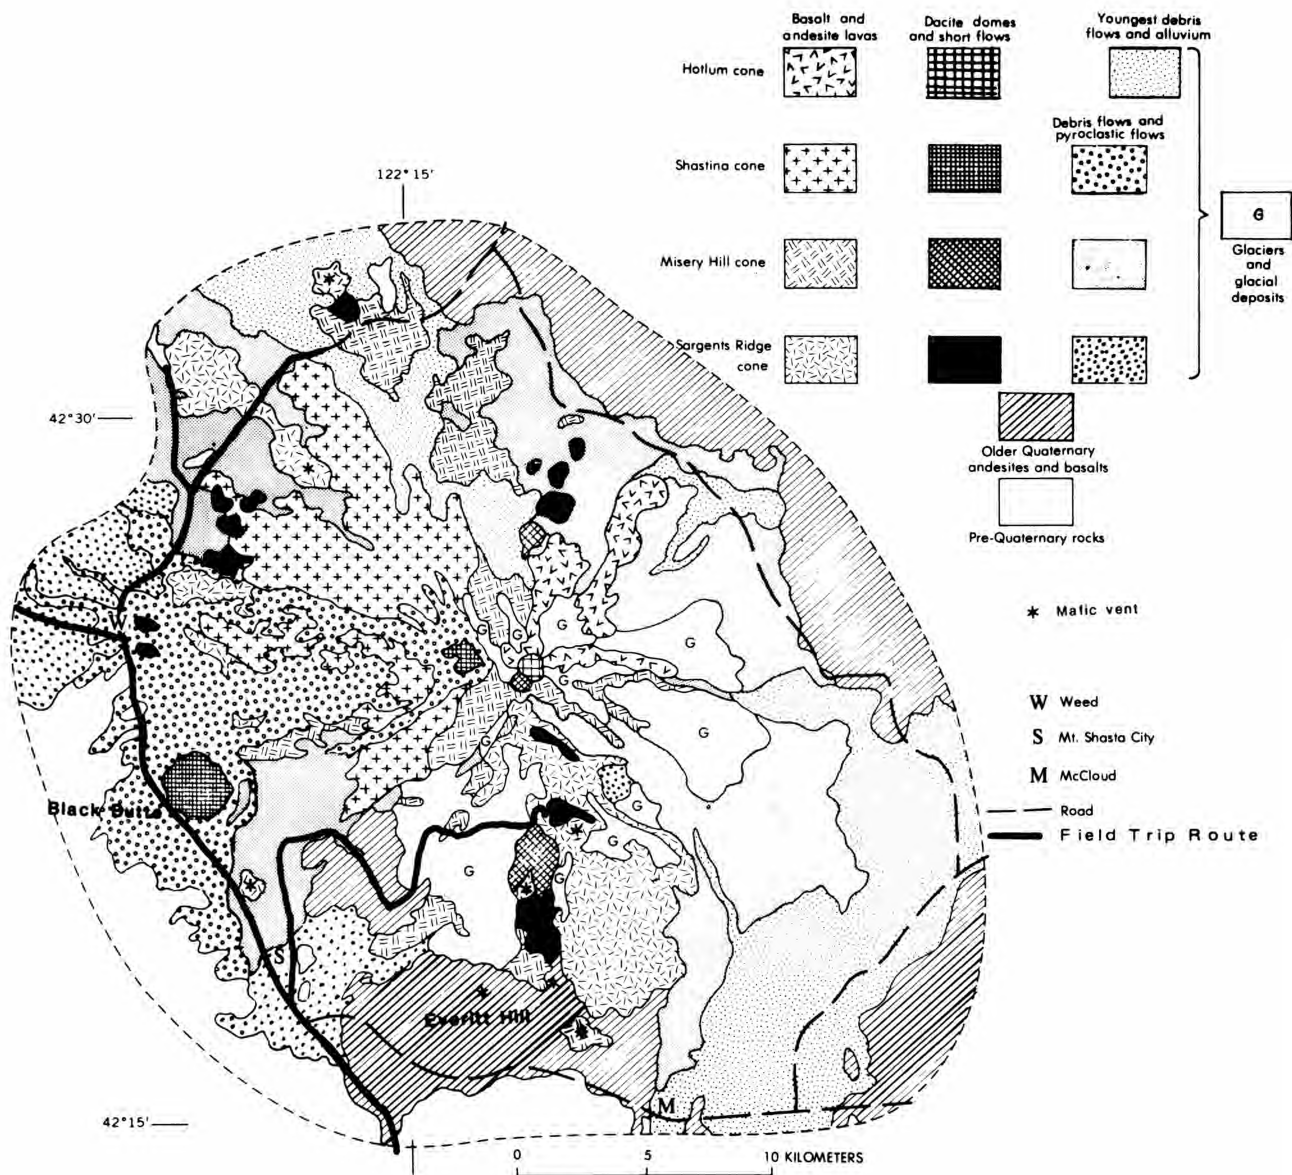 Basalt and
andesite lavas
Dacite domes
and short flows
Youngest debris
flows and alluvium
Hotlum cone
Debris flows and
pyroclastic flows
Shastina cone
G
Glaciers
and
glacial
deposits
Misery Hill cone
Sargents Ridge
cone
Older Quaternary
andesites and basalts
Pre-Quaternary rocks
* Mafic vent
W Weed
S Mt. Shasta City
M McCloud
Road
Field Trip Route
122° 15'
42°30'
W
G
G
G
G
G
G
G
G
Black Butte
G
G
G
G
S
Everitt Hill
M
42°15'
0 5 10 KILOMETERS